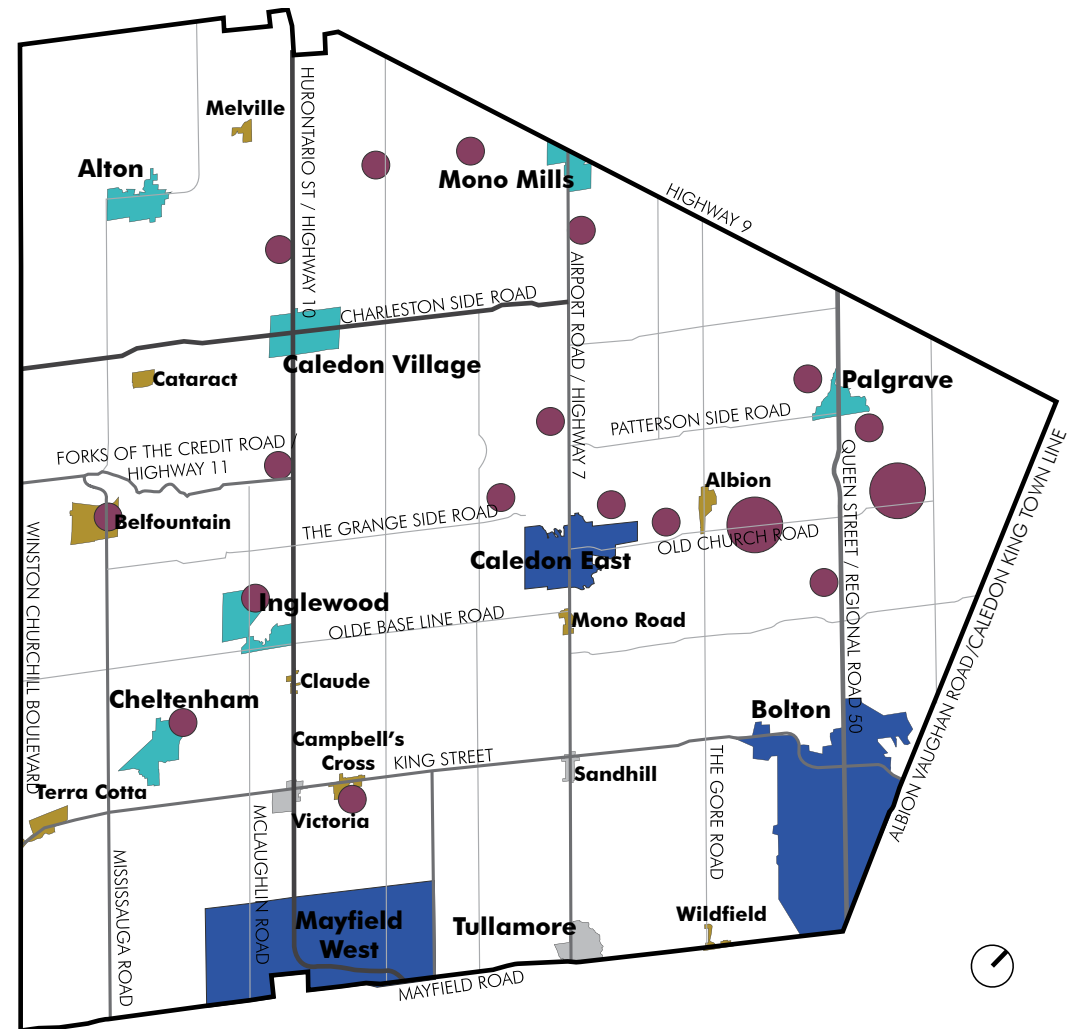 Melville
Alton
HURONTARIO ST / HIGHWAY 10
Mono Mills
HIGHWAY 9
AIRPORT ROAD / HIGHWAY 7
CHARLESTON SIDE ROAD
Caledon Village
Cataract
Palgrave
PATTERSON SIDE ROAD
FORKS OF THE CREDIT ROAD /
HIGHWAY 11
QUEEN STREET / REGIONAL ROAD 50
ALBION VAUGHAN ROAD/CALEDON KING TOWN LINE
Albion
Belfountain
WINSTON CHURCHILL BOULEVARD
THE GRANGE SIDE ROAD
OLD CHURCH ROAD
Caledon East
Inglewood
OLDE BASE LINE ROAD
Mono Road
Claude
Cheltenham
Bolton
Campbell's
Cross
KING STREET
Sandhill
THE GORE ROAD
Terra Cotta
MCLAUGHLIN ROAD
Victoria
MISSISSAUGA ROAD
Mayfield
West
Tullamore
Wildfield
MAYFIELD ROAD